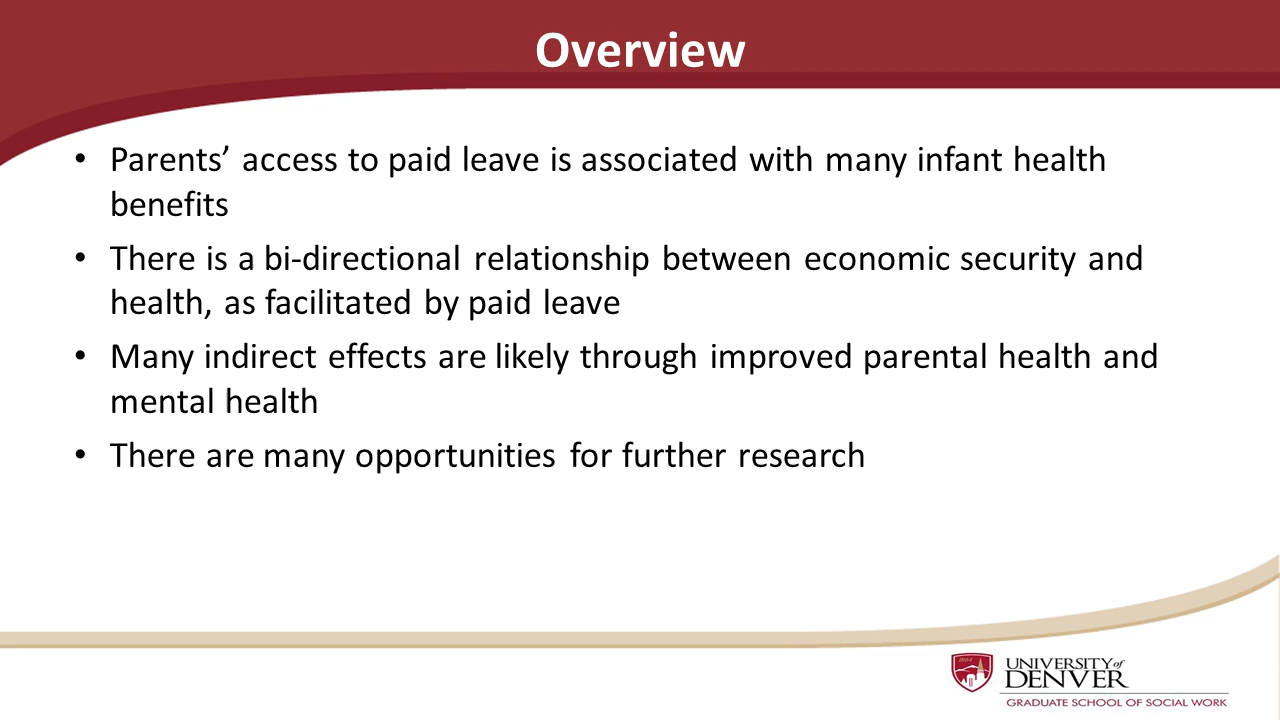 Overview
• Parents’ access to paid leave is associated with many infant health
benefits
• There is a bi-directional relationship between economic security and
health, as facilitated by paid leave
• Many indirect effects are likely through improved parental health and
mental health
• There are many opportunities for further research
UNIVERSITY of
DENVER
GRADUATE SCHOOL OF SOCIAL WORK